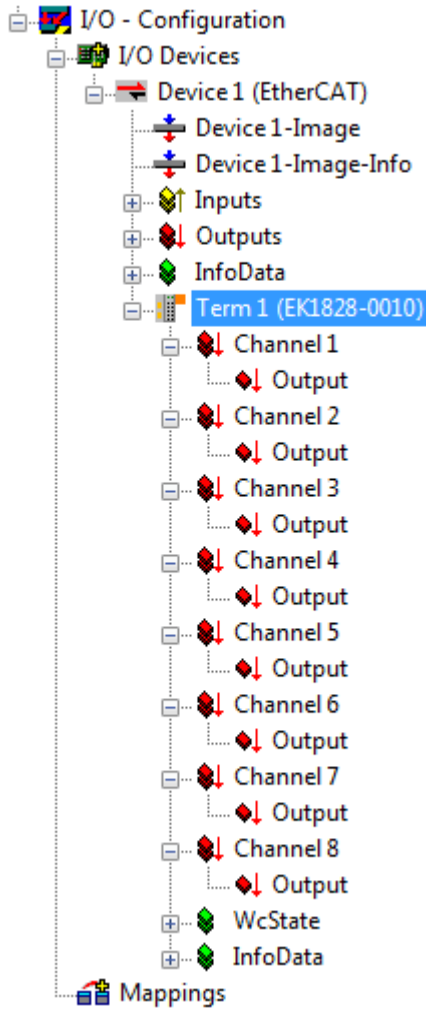 I/O - Configuration
I/O Devices
Device 1 (EtherCAT)
Device 1-Image
Device 1-Image-Info
Inputs
Outputs
InfoData
Term 1 (EK1828-0010)
Channel 1
Output
Channel 2
Output
Channel 3
Output
Channel 4
Output
Channel 5
Output
Channel 6
Output
Channel 7
Output
Channel 8
Output
WcState
InfoData
Mappings